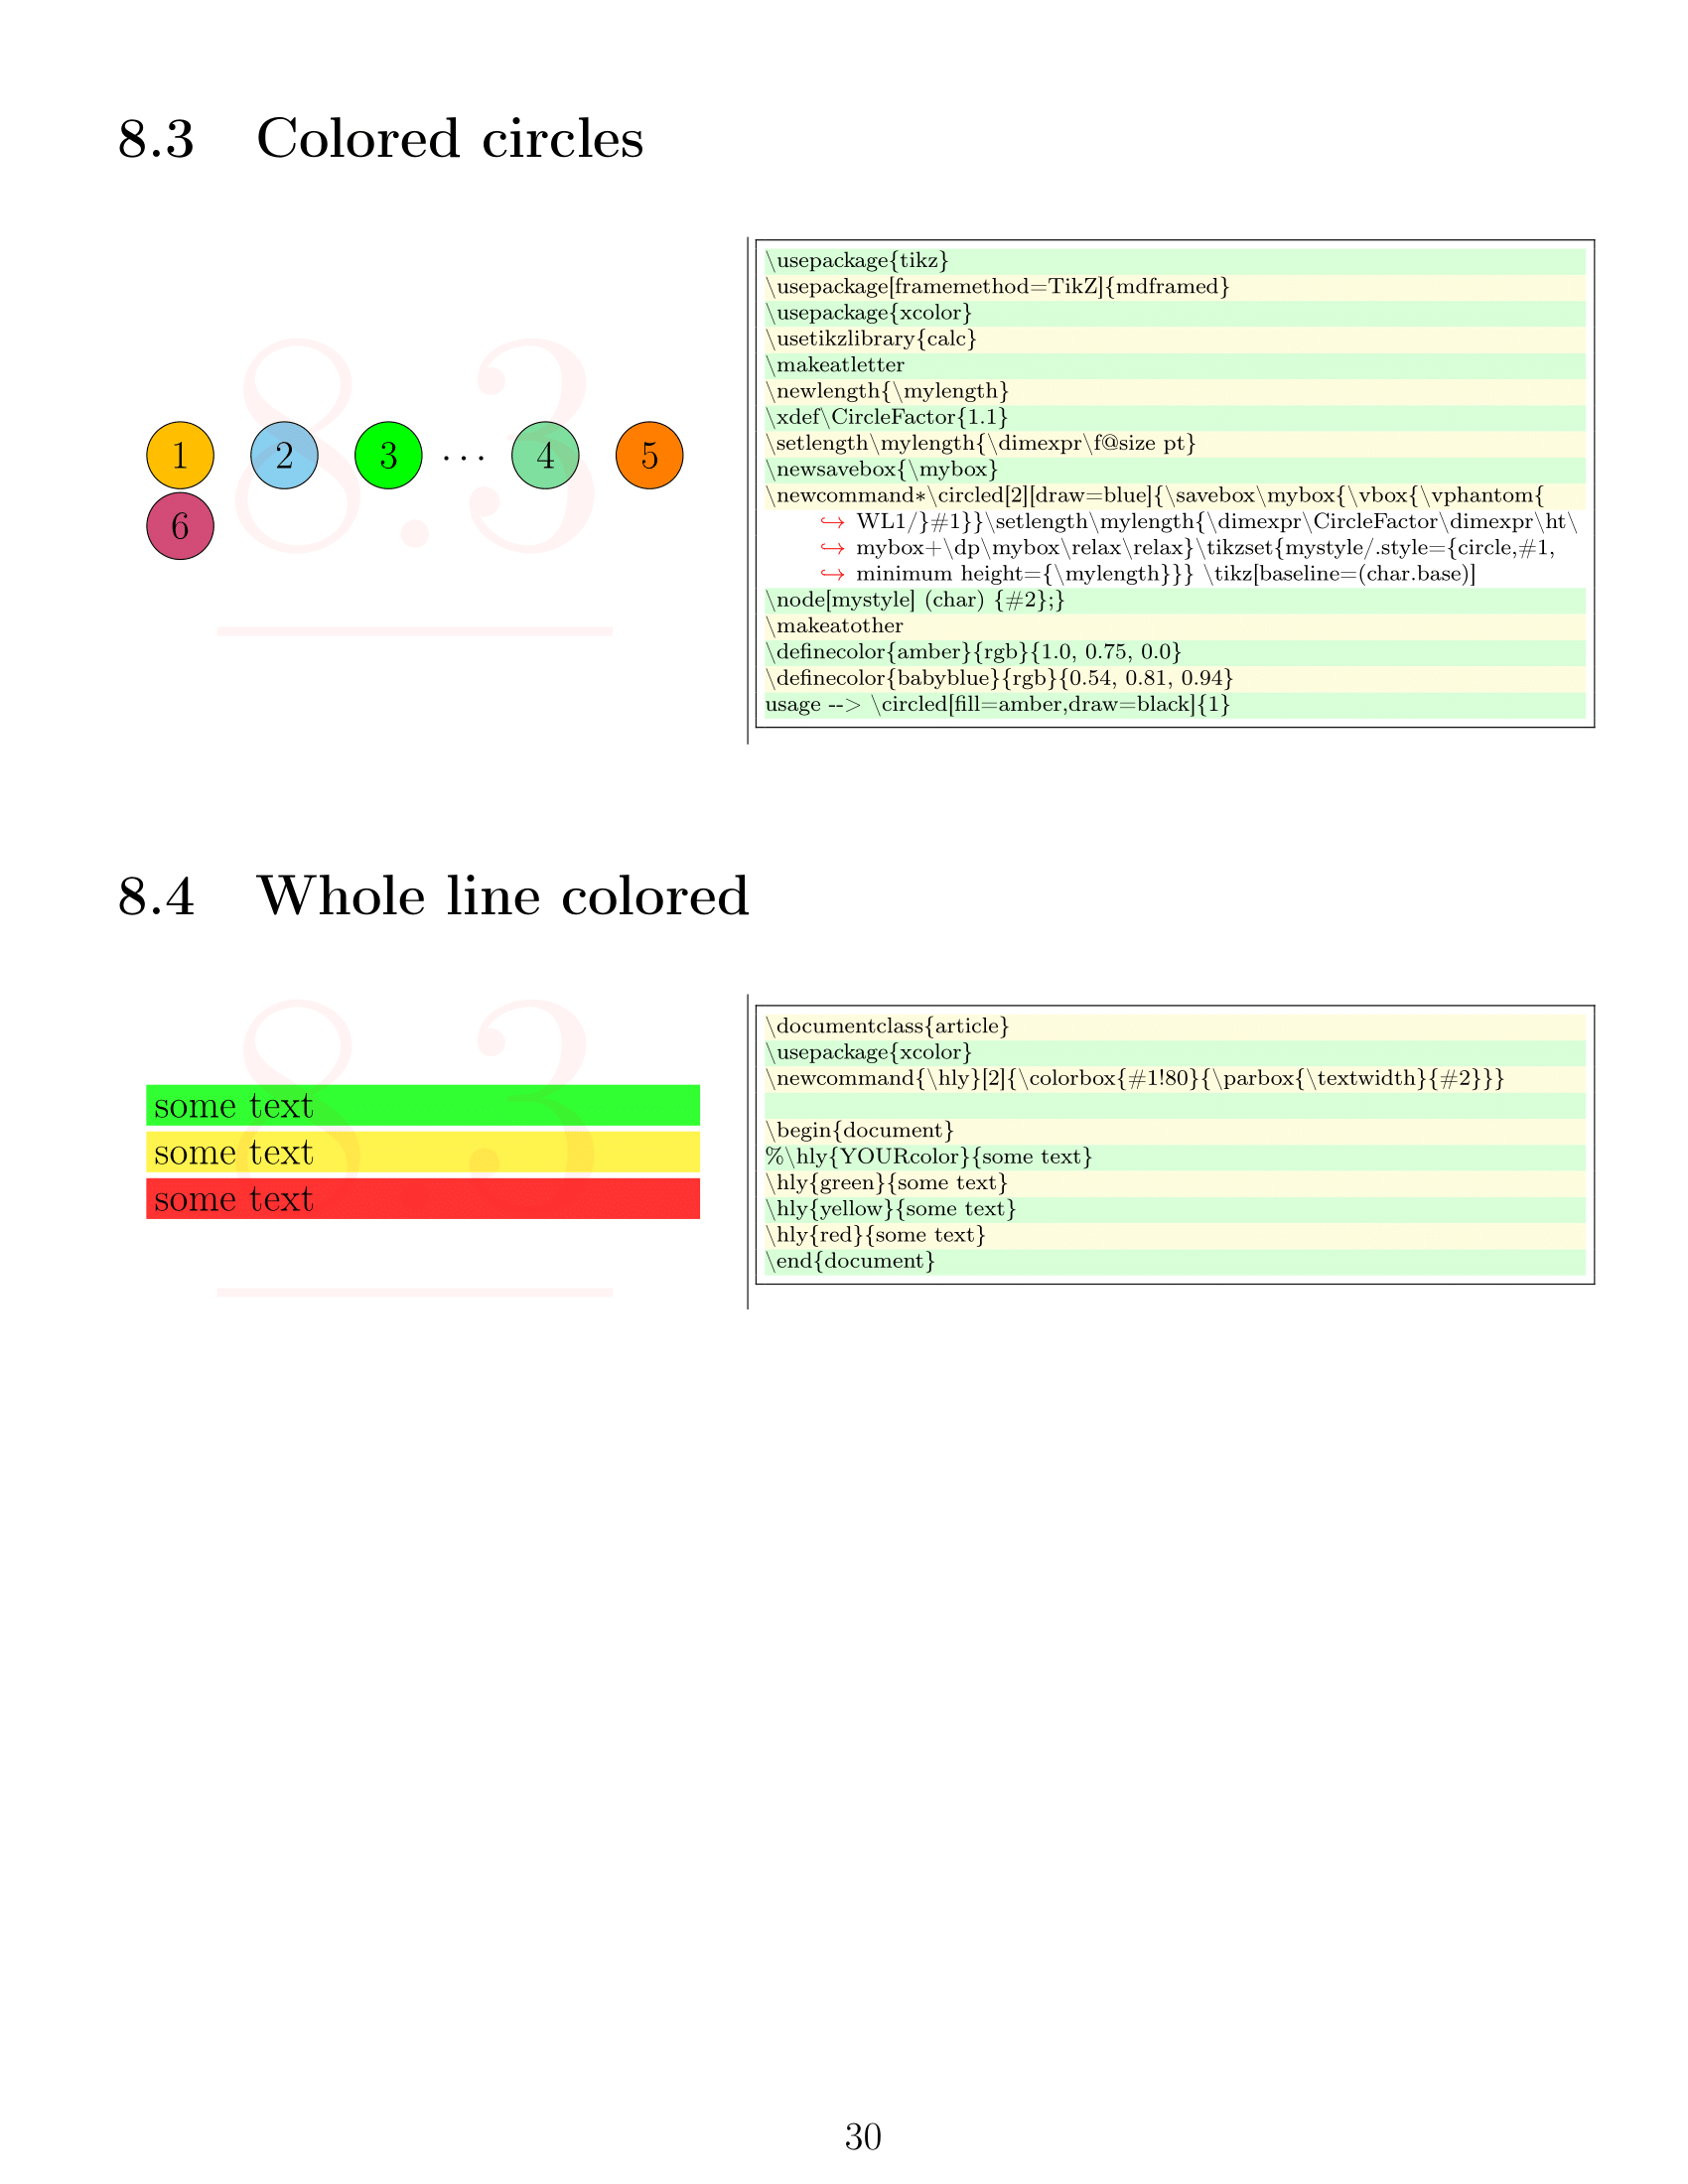 8.3 Colored circles
8.3
1 2 3 ··· 4 5
6
\usepackage{tikz}
\usepackage[framemethod=TikZ]{mdframed}
\usepackage{xcolor}
\usetikzlibrary{calc}
\makeatletter
\newlength{\mylength}
\xdef\CircleFactor{1.1}
\setlength\mylength{\dimexpr\f@size pt}
\newsavebox{\mybox}
\newcommand*\circled[2][draw=blue]{\savebox\mybox{\vbox{\vphantom{
↪ WL1/}#1}}\setlength\mylength{\dimexpr\CircleFactor\dimexpr\ht\
↪ mybox+\dp\mybox\relax\relax}\tikzset{mystyle/.style={circle,#1,
↪ minimum height={\mylength}}} \tikz[baseline=(char.base)]
\node[mystyle] (char) {#2};}
\makeatother
\definecolor{amber}{rgb}{1.0, 0.75, 0.0}
\definecolor{babyblue}{rgb}{0.54, 0.81, 0.94}
usage --> \circled[fill=amber,draw=black]{1}
8.4 Whole line colored
8.3
some text
some text
some text
\documentclass{article}
\usepackage{xcolor}
\newcommand{\hly}[2]{\colorbox{#1!80}{\parbox{\textwidth}{#2}}}
\begin{document}
%\hly{YOURcolor}{some text}
\hly{green}{some text}
\hly{yellow}{some text}
\hly{red}{some text}
\end{document}
30